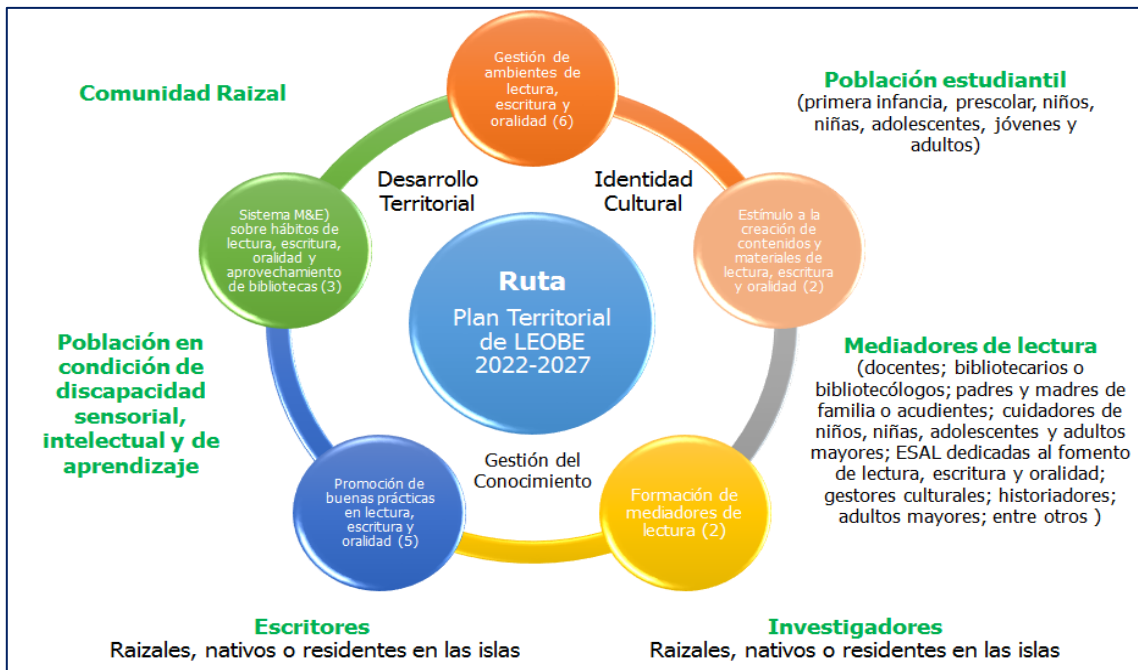 Gestión de
ambientes de
lectura,
escritura y
oralidad (6)
Comunidad Raizal
Población estudiantil
(primera infancia, prescolar, niños,
niñas, adolescentes, jóvenes y
adultos)
Desarrollo
Territorial
Identidad
Cultural
Sistema M&E)
sobre hábitos de
lectura, escritura,
oralidad y
aprovechamiento
de bibliotecas (3)
Estímulo a la
creación de
contenidos y
materiales de
lectura, escritura
y oralidad (2)
Ruta
Plan Territorial
de LEOBE
2022-2027
Población en
condición de
discapacidad
sensorial,
intelectual y de
aprendizaje
Mediadores de lectura
(docentes; bibliotecarios o
bibliotecólogos; padres y madres de
familia o acudientes; cuidadores de
niños, niñas, adolescentes y adultos
mayores; ESAL dedicadas al fomento
de lectura, escritura y oralidad;
gestores culturales; historiadores;
adultos mayores; entre otros )
Gestión del
Conocimiento
Promoción de
buenas prácticas
en lectura,
escritura y
oralidad (5)
Formación de
mediadores de
lectura (2)
Escritores
Raizales, nativos o residentes en las islas
Investigadores
Raizales, nativos o residentes en las islas